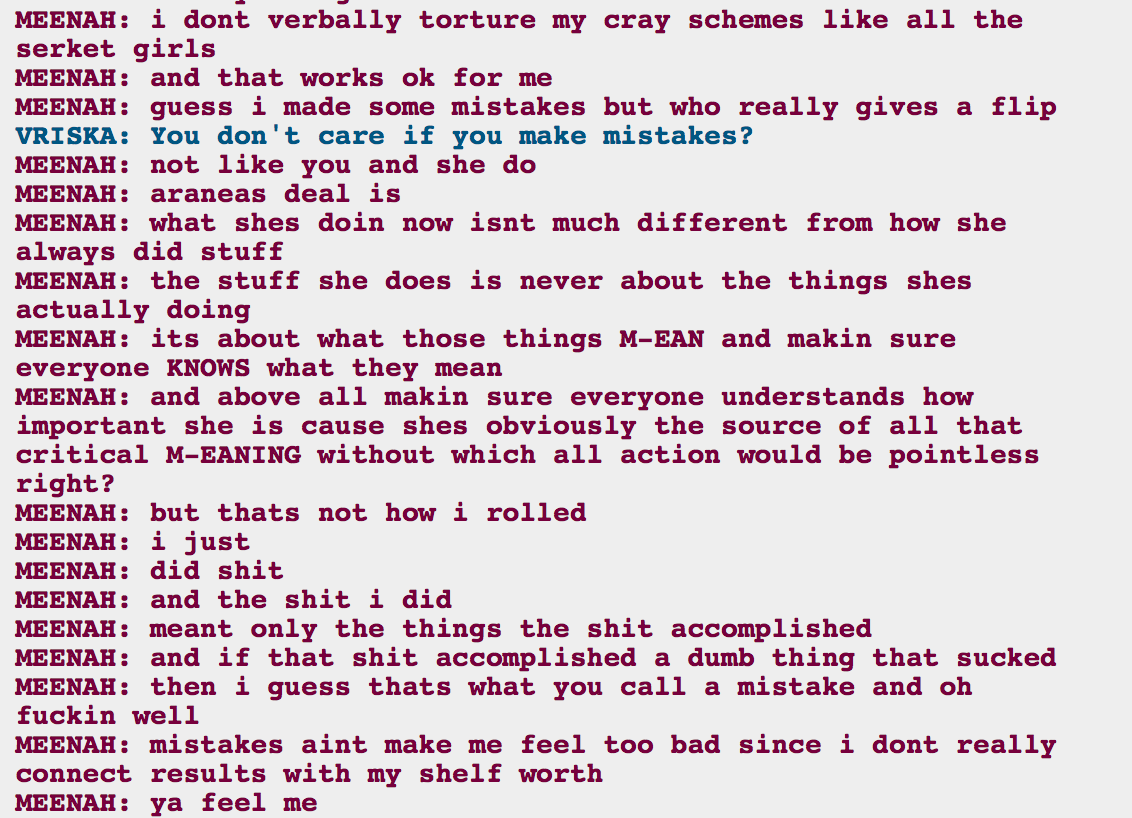 MEENAH: i dont verbally torture my cray schemes like all the
serket girls
MEENAH: and that works ok for me
MEENAH: guess i made some mistakes but who really gives a flip
VRISKA: You don't care if you make mistakes?
MEENAH: not like you and she do
MEENAH: araneas deal is
MEENAH: what shes doin now isnt much different from how she
always did stuff
MEENAH: the stuff she does is never about the things shes
actually doing
MEENAH: its about what those things M-EAN and makin sure
everyone KNOWS what they mean
MEENAH: and above all makin sure everyone understands how
important she is cause shes obviously the source of all that
critical M-EANING without which all action would be pointless
right?
MEENAH: but thats not how i rolled
MEENAH: i just
MEENAH: did shit
MEENAH: and the shit i did
MEENAH: meant only the things the shit accomplished
MEENAH: and if that shit accomplished a dumb thing that sucked
MEENAH: then i guess thats what you call a mistake and oh
fuckin well
MEENAH: mistakes aint make me feel too bad since i dont really
connect results with my shelf worth
MEENAH: ya feel me